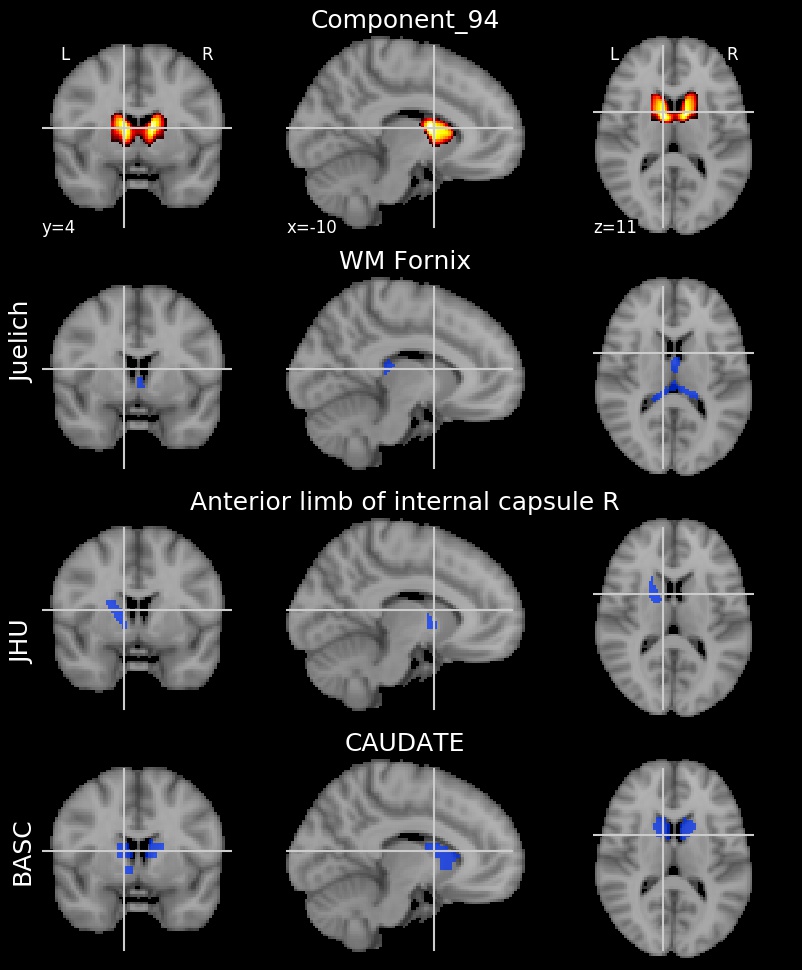 Component_94
L R L R
y=4 x=-10 z=11
WM Fornix
Juelich
Anterior limb of internal capsule R
JHU
CAUDATE
BASC